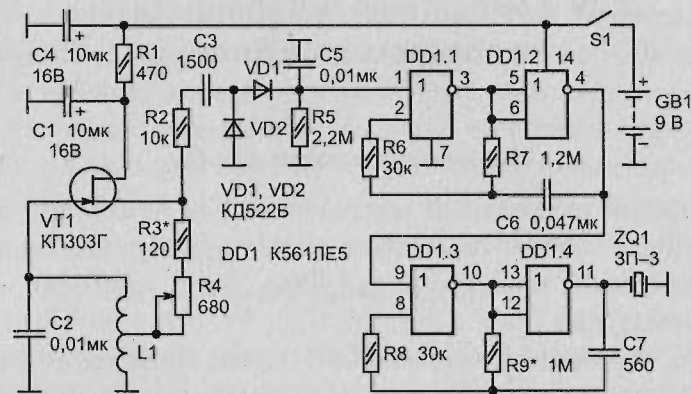 C4
10мк
16В
R1
470
C3
1500
VD1
C5
0,01мк
DD1.1
DD1.2
14
S1
1
1
3
5
1
4
2
6
7
GB1
9 В
C1
10мк
16В
R2
10к
VD2
R5
2,2М
R6
30к
R7
1,2М
VT1
КП303Г
VD1, VD2
КД522Б
C6 0,047мк
R3*
120
DD1 К561ЛЕ5
DD1.3
DD1.4
ZQ1
ЗП–3
9
1
10
13
1
11
8
12
R4
680
C2
0,01мк
L1
R8 30к
R9* 1М
C7
560